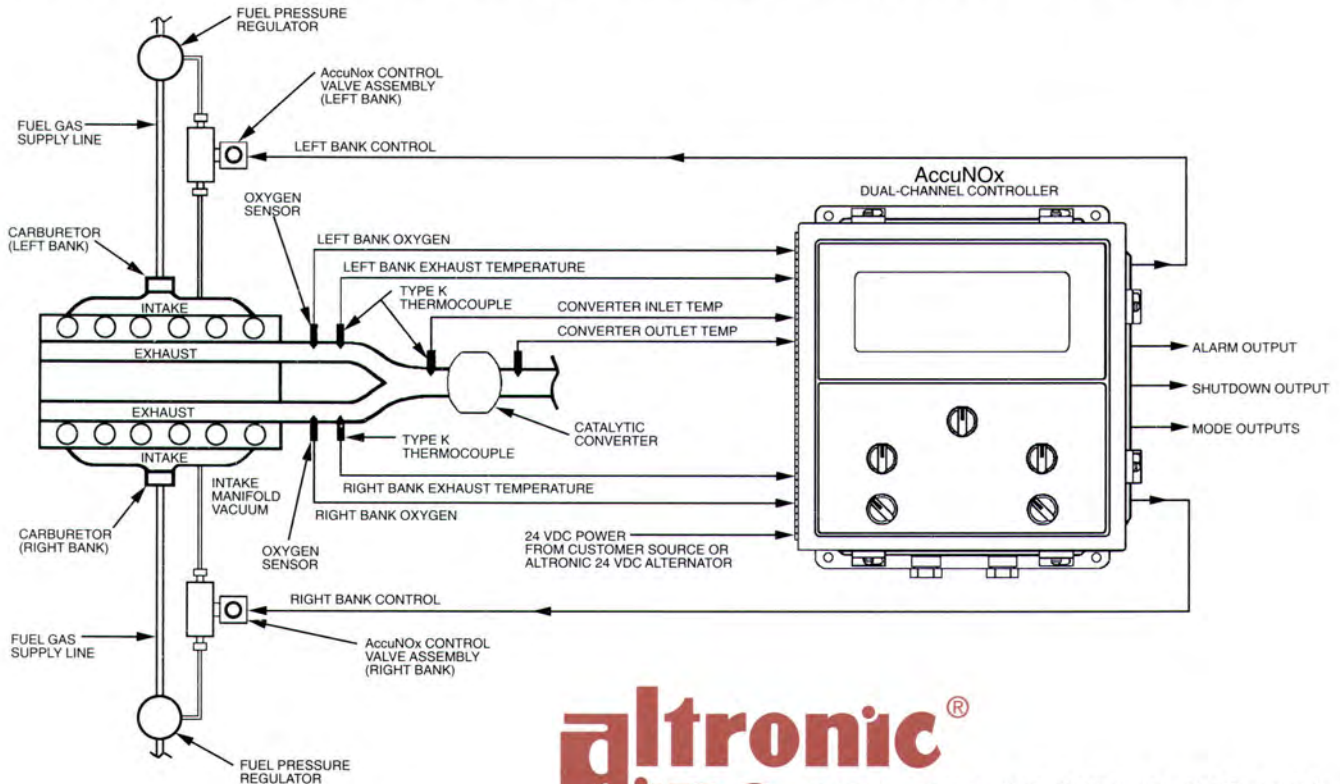 FUEL PRESSURE
REGULATOR
AccuNox CONTROL
VALVE ASSEMBLY
(LEFT BANK)
FUEL GAS
SUPPLY LINE
LEFT BANK CONTROL
AccuNOx
DUAL-CHANNEL CONTROLLER
OXYGEN
SENSOR
CARBURETOR
(LEFT BANK)
LEFT BANK OXYGEN
LEFT BANK EXHAUST TEMPERATURE
TYPE K
THERMOCOUPLE
CONVERTER INLET TEMP
CONVERTER OUTLET TEMP
INTAKE
EXHAUST
EXHAUST
INTAKE
ALARM OUTPUT
SHUTDOWN OUTPUT
MODE OUTPUTS
CATALYTIC
CONVERTER
TYPE K
THERMOCOUPLE
INTAKE
MANIFOLD
VACUUM
RIGHT BANK EXHAUST TEMPERATURE
RIGHT BANK OXYGEN
CARBURETOR
(RIGHT BANK)
OXYGEN
SENSOR
24 VDC POWER
FROM CUSTOMER SOURCE OR
ALTRONIC 24 VDC ALTERNATOR
RIGHT BANK CONTROL
FUEL GAS
SUPPLY LINE
AccuNOx CONTROL
VALVE ASSEMBLY
(RIGHT BANK)
altronic®
FUEL PRESSURE
REGULATOR